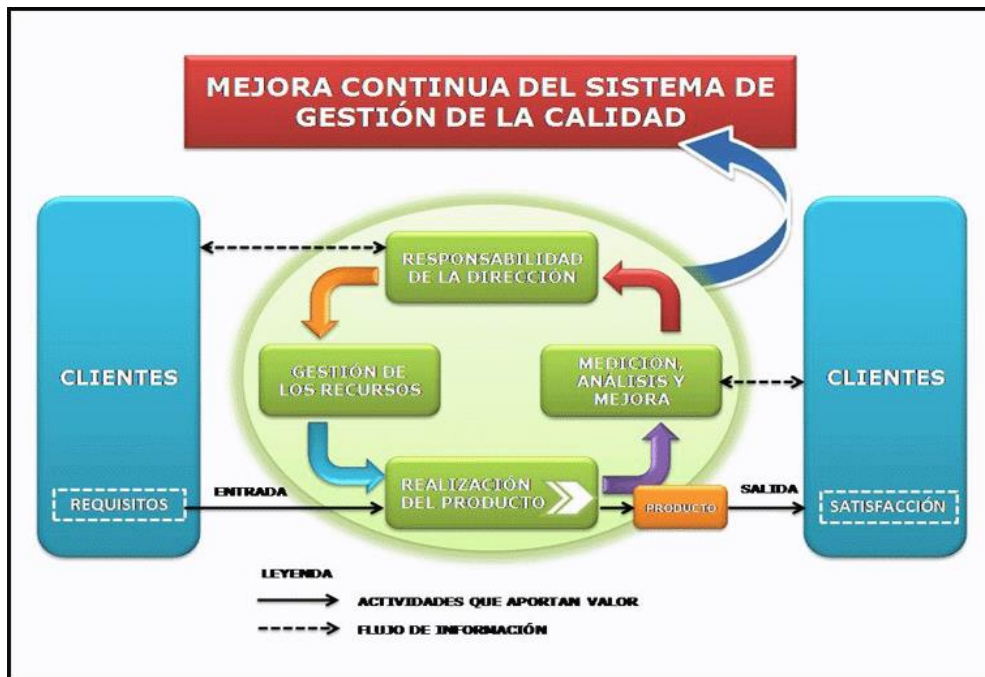 MEJORA CONTINUA DEL SISTEMA DE
GESTIÓN DE LA CALIDAD
RESPONSABILIDAD
DE LA DIRECCIÓN
CLIENTES
GESTIÓN DE
LOS RECURSOS
MEDICIÓN,
ANÁLISIS Y
MEJORA
CLIENTES
REQUISITOS
ENTRADA
REALIZACIÓN
DEL PRODUCTO
PRODUCTO
SALIDA
SATISFACCIÓN
LEYENDA
ACTIVIDADES QUE APORTAN VALOR
FLUJO DE INFORMACIÓN